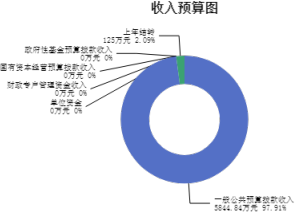 收入预算图
上年结转
125万元 2.09%
政府性基金预算拨款收入
0万元 0%
国有资本经营预算拨款收入
0万元 0%
财政专户管理资金收入
0万元 0%
单位资金
0万元 0%
一般公共预算拨款收入
5844.84万元 97.91%